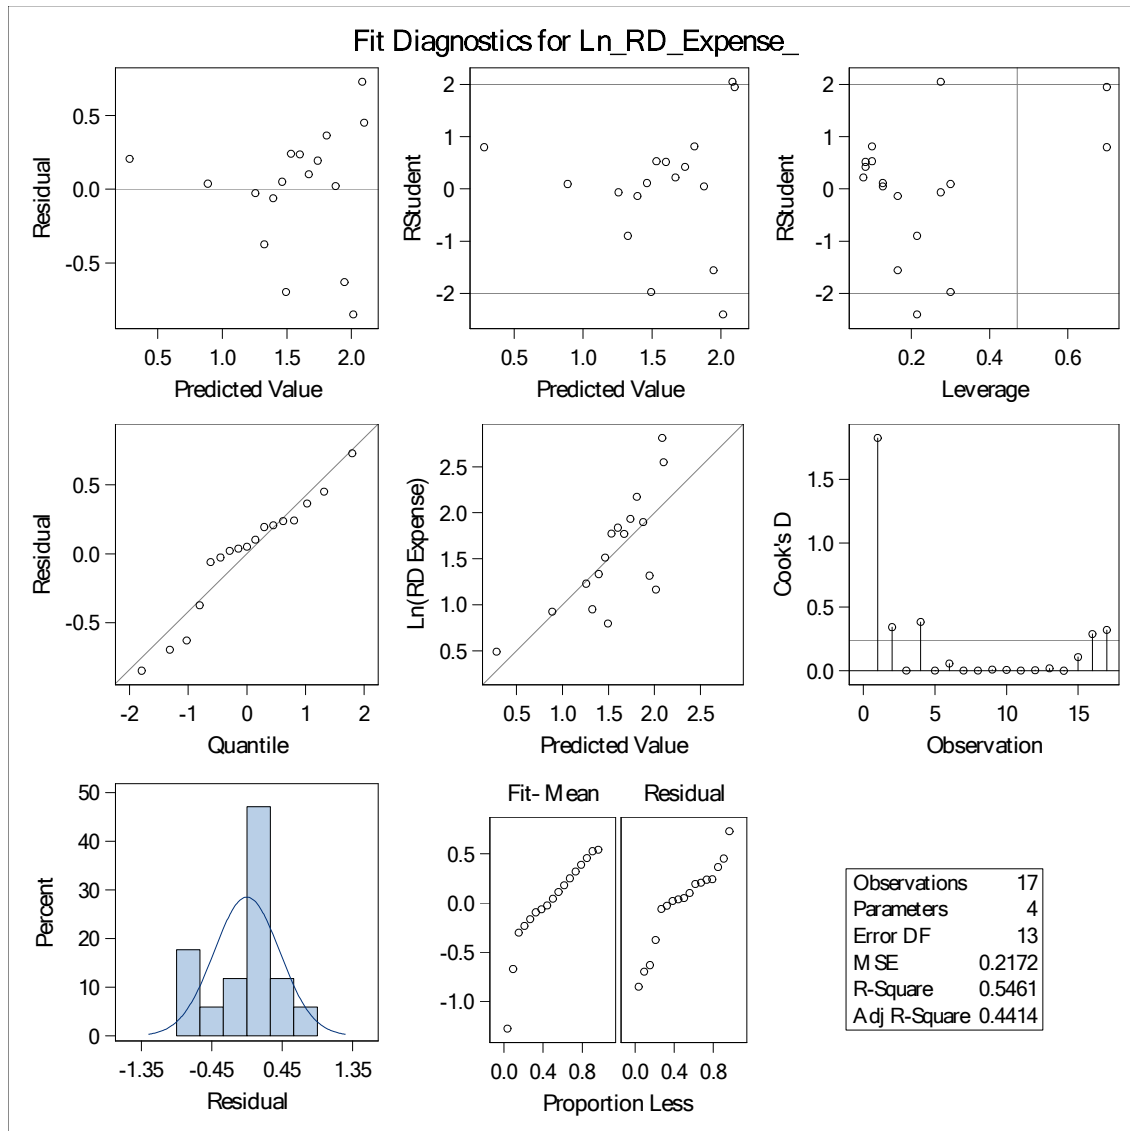 Fit Diagnostics for Ln_RD_Expense_
Residual
0.5
0.0
-0.5
0.5 1.0 1.5 2.0
Predicted Value
RStudent
2
1
0
-1
-2
0.5 1.0 1.5 2.0
Predicted Value
RStudent
2
1
0
-1
-2
0.2 0.4 0.6
Leverage
Residual
0.5
0.0
-0.5
-2 -1 0 1 2
Quantile
Ln(RD Expense)
2.5
2.0
1.5
1.0
0.5
0.5 1.0 1.5 2.0 2.5
Predicted Value
Cook's D
1.5
1.0
0.5
0.0
0 5 10 15
Observation
Percent
50
40
30
20
10
0
-1.35 -0.45 0.45 1.35
Residual
Fit-Mean Residual
0.5
0.0
-0.5
-1.0
0.0 0.4 0.8 0.0 0.4 0.8
Proportion Less
Observations 17
Parameters 4
Error DF 13
MSE 0.2172
R-Square 0.5461
Adj R-Square 0.4414